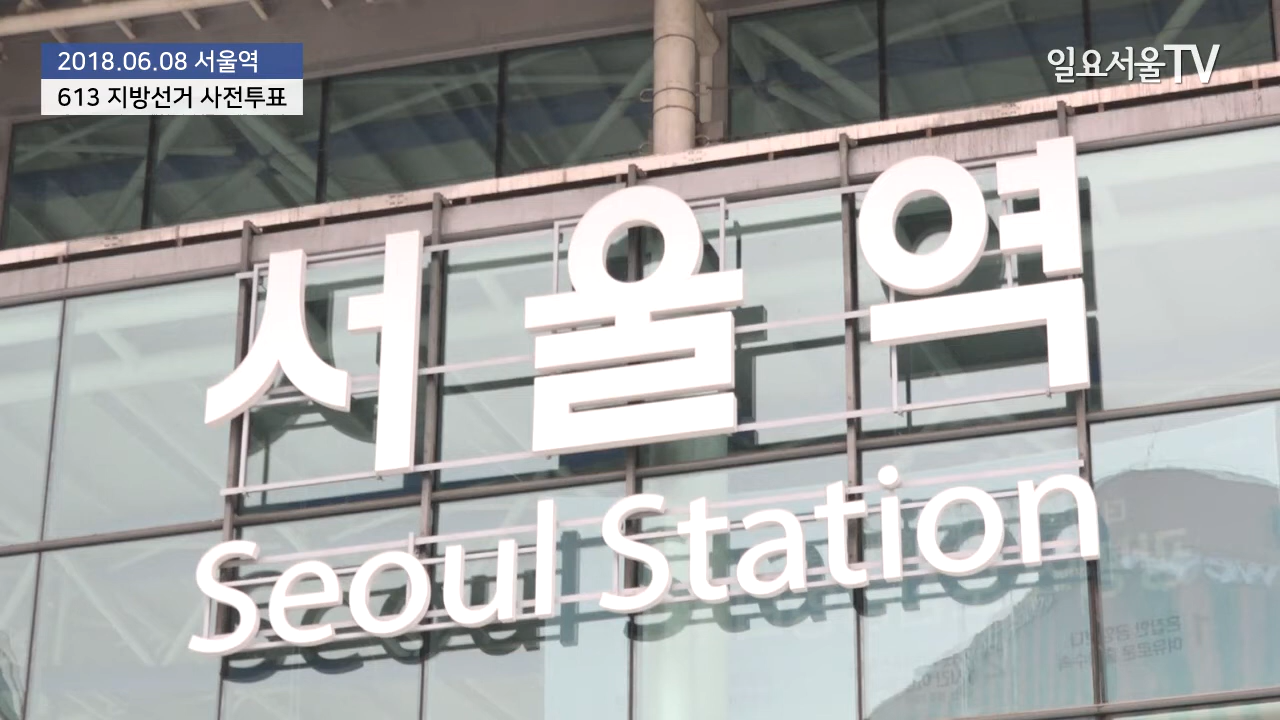 2018.06.08 서울역
613 지방선거 사전투표
일요서울TV
서울역
Seoul Station